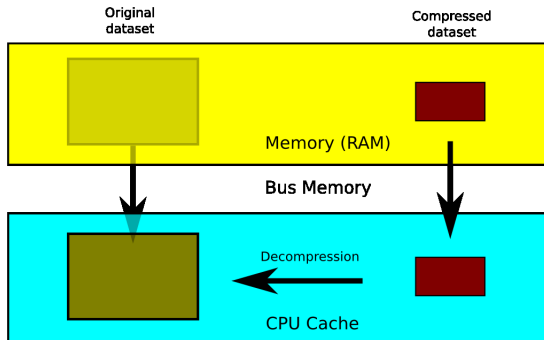 Original
dataset
Compressed
dataset
Memory (RAM)
Bus Memory
Decompression
CPU Cache